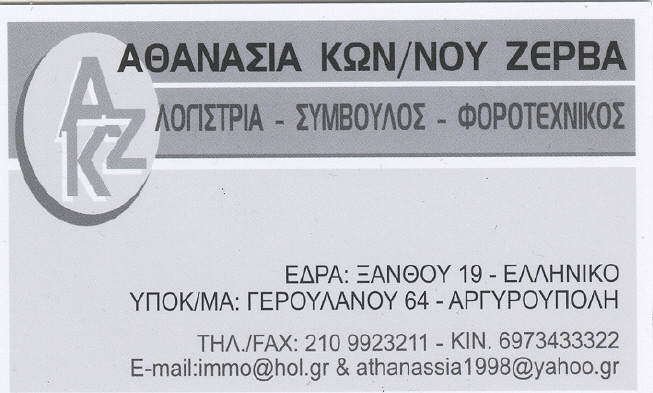 ΑΘΑΝΑΣΙΑ ΚΩΝ/ΝΟΥ ΖΕΡΒΑ
ΑΚΖ
ΛΟΓΙΣΤΡΙΑ - ΣΥΜΒΟΥΛΟΣ - ΦΟΡΟΤΕΧΝΙΚΟΣ
ΕΔΡΑ: ΞΑΝΘΟΥ 19 - ΕΛΛΗΝΙΚΟ
ΥΠΟΚ/ΜΑ: ΓΕΡΟΥΛΑΝΟΥ 64 - ΑΡΓΥΡΟΥΠΟΛΗ
ΤΗΛ./FAX: 210 9923211 - ΚΙΝ. 6973433322
E-mail:immo@hol.gr & athanassia1998@yahoo.gr